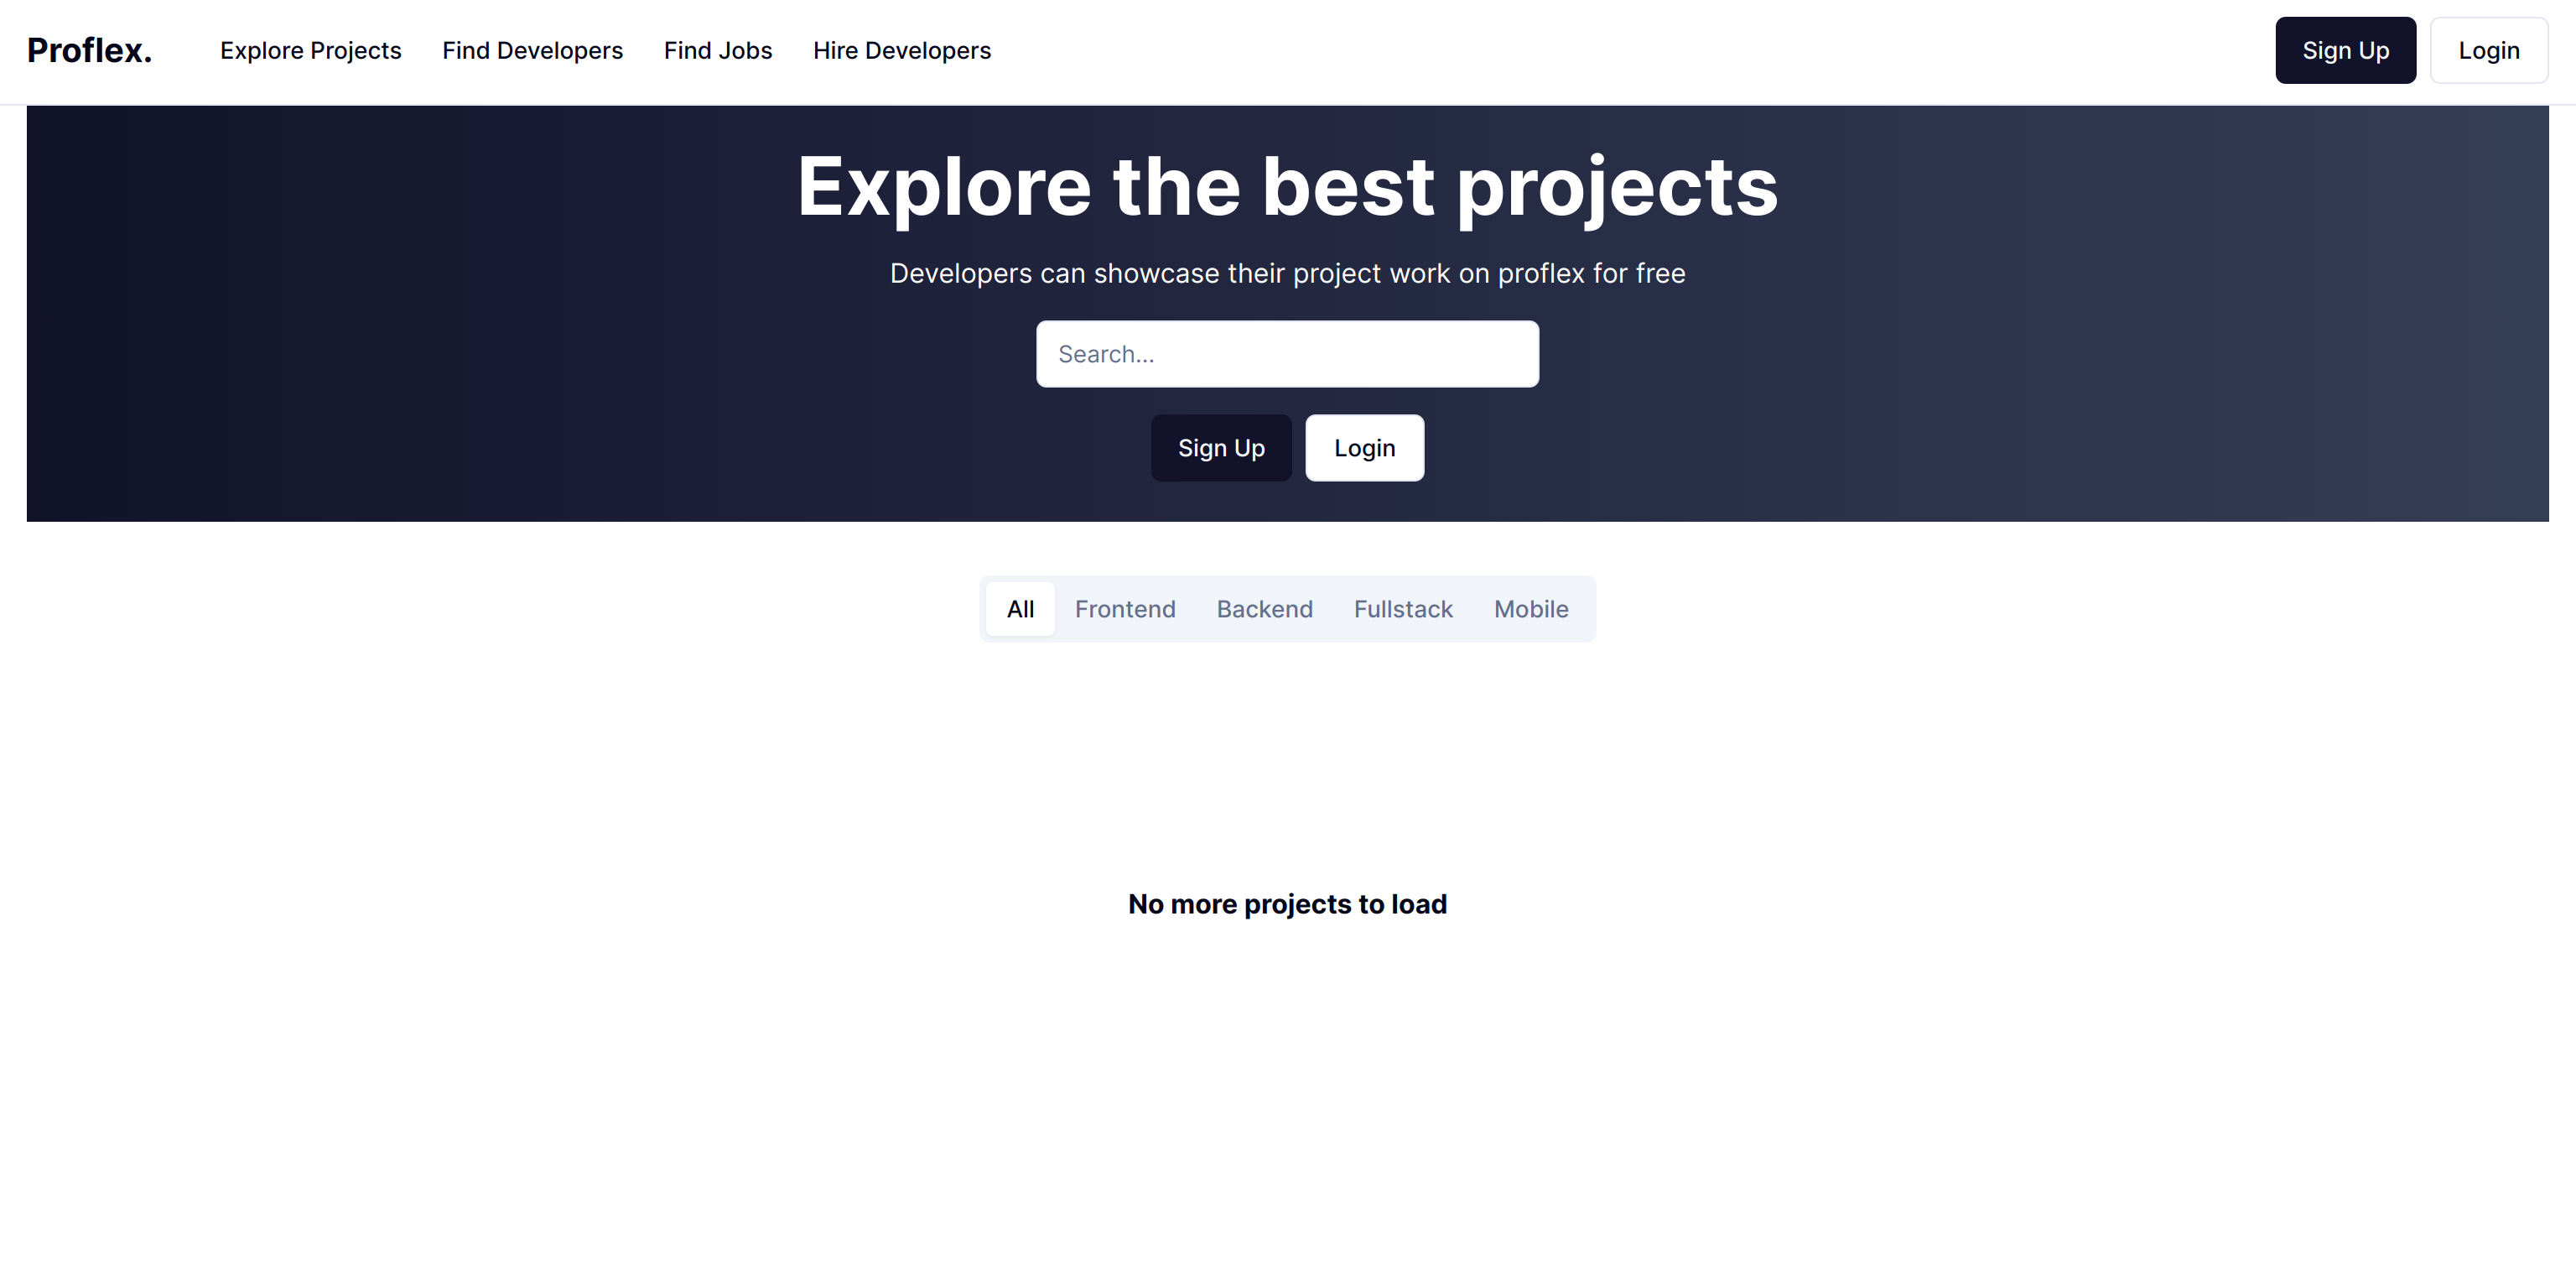 Proflex.
Explore Projects
Find Developers
Find Jobs
Hire Developers
Sign Up
Login
Explore the best projects
Developers can showcase their project work on proflex for free
Search...
Sign Up
Login
All
Frontend
Backend
Fullstack
Mobile
No more projects to load